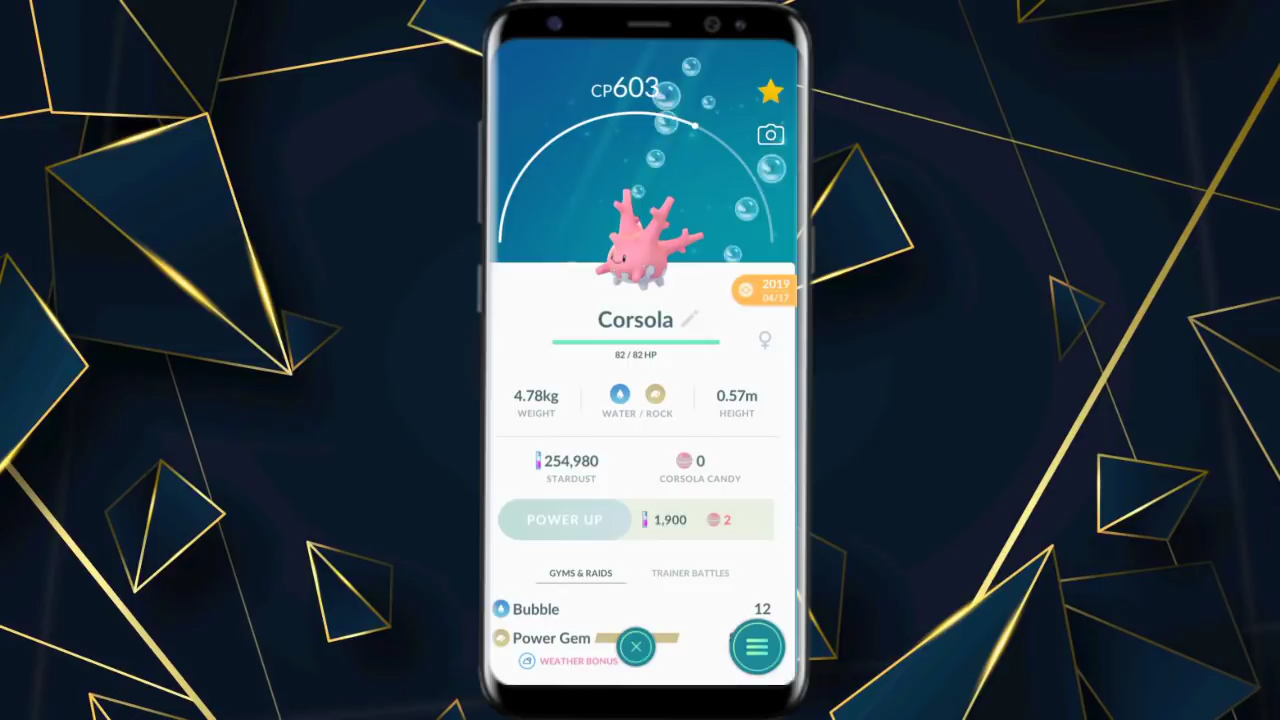 CP603
2019
04/17
Corsola
82 / 82 HP
4.78kg
WEIGHT
WATER / ROCK
0.57m
HEIGHT
254,980
STARDUST
0
CORSOLA CANDY
POWER UP
1,900
2
GYMS & RAIDS
TRAINER BATTLES
Bubble
12
Power Gem
WEATHER BONUS